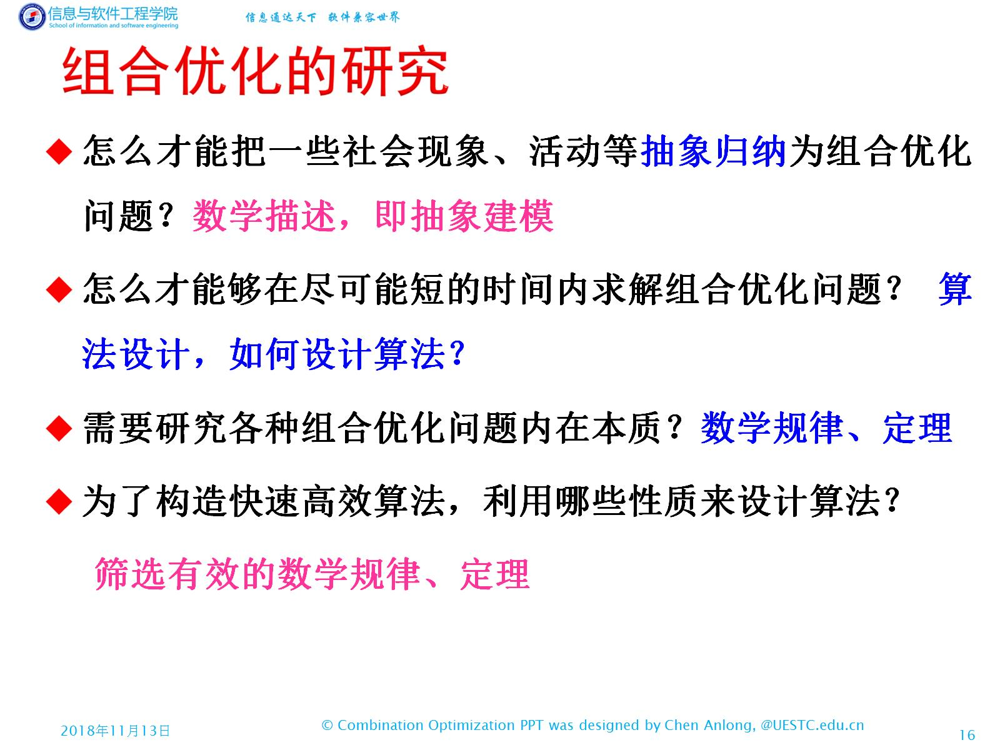 信息与软件工程学院
School of information and software engineering
信息通达天下 软件兼容世界
组合优化的研究
怎么才能把一些社会现象、活动等抽象归纳为组合优化
问题？数学描述，即抽象建模
怎么才能够在尽可能短的时间内求解组合优化问题？ 算
法设计，如何设计算法？
需要研究各种组合优化问题内在本质？数学规律、定理
为了构造快速高效算法，利用哪些性质来设计算法？
筛选有效的数学规律、定理
2018年11月13日
© Combination Optimization PPT was designed by Chen Anlong, @UESTC.edu.cn
16